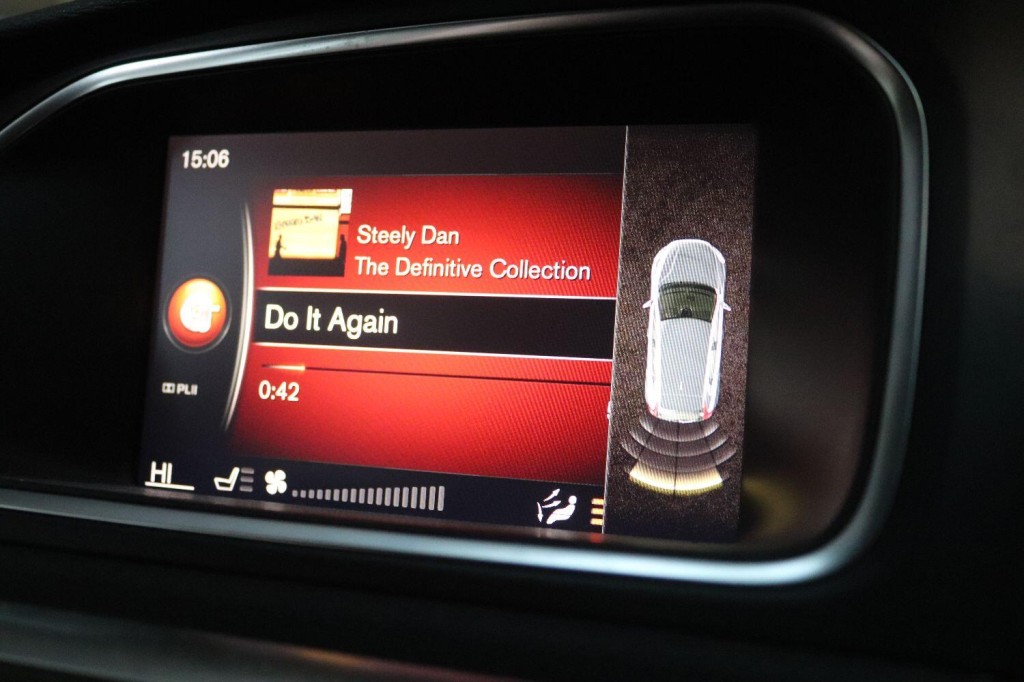 15:06
Steely Dan
The Definitive Collection
Do It Again
0:42
PLII
HI